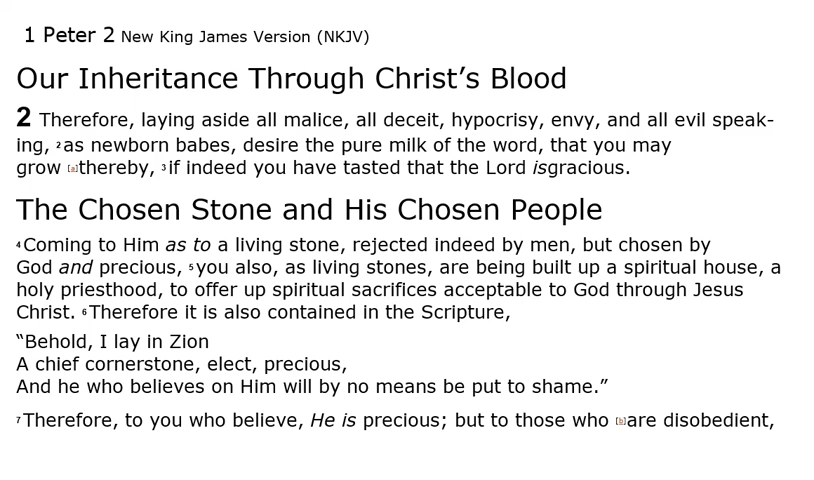 1 Peter 2 New King James Version (NKJV)
Our Inheritance Through Christ’s Blood
2 Therefore, laying aside all malice, all deceit, hypocrisy, envy, and all evil speak-
ing, 2 as newborn babes, desire the pure milk of the word, that you may
grow [a]thereby, 3 if indeed you have tasted that the Lord isgracious.
The Chosen Stone and His Chosen People
4 Coming to Him as to a living stone, rejected indeed by men, but chosen by
God and precious, 5 you also, as living stones, are being built up a spiritual house, a
holy priesthood, to offer up spiritual sacrifices acceptable to God through Jesus
Christ. 6 Therefore it is also contained in the Scripture,
“Behold, I lay in Zion
A chief cornerstone, elect, precious,
And he who believes on Him will by no means be put to shame.”
7 Therefore, to you who believe, He is precious; but to those who [b]are disobedient,